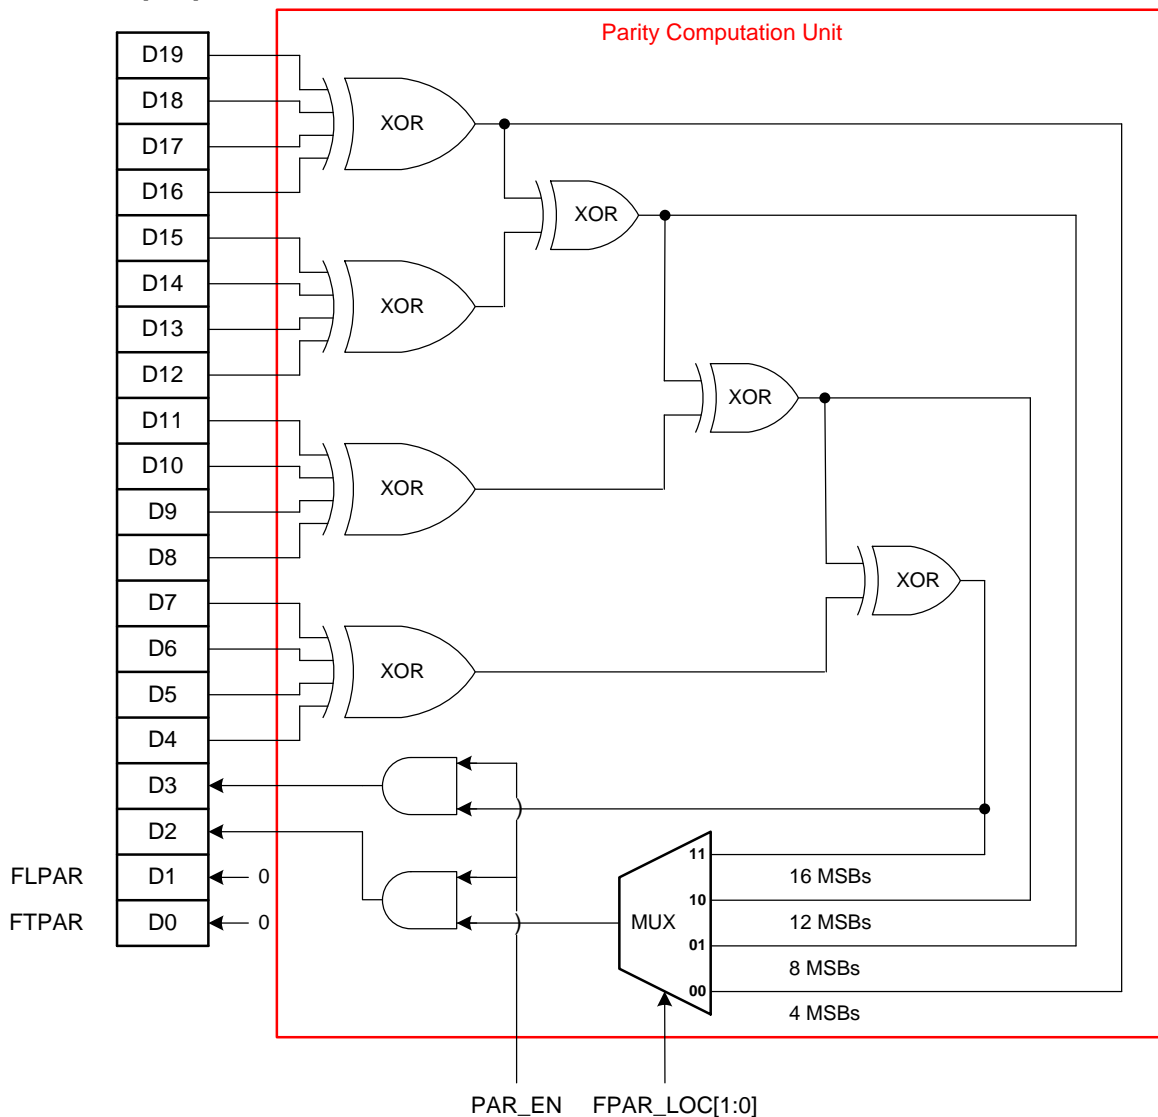 Parity Computation Unit
D19
D18
D17
D16
D15
D14
D13
D12
D11
D10
D9
D8
D7
D6
D5
D4
D3
D2
FLPAR D1 0
FTPAR D0 0
XOR
XOR
XOR
XOR
XOR
XOR
XOR
MUX
11
10
01
00
16 MSBs
12 MSBs
8 MSBs
4 MSBs
PAR_EN FPAR_LOC[1:0]